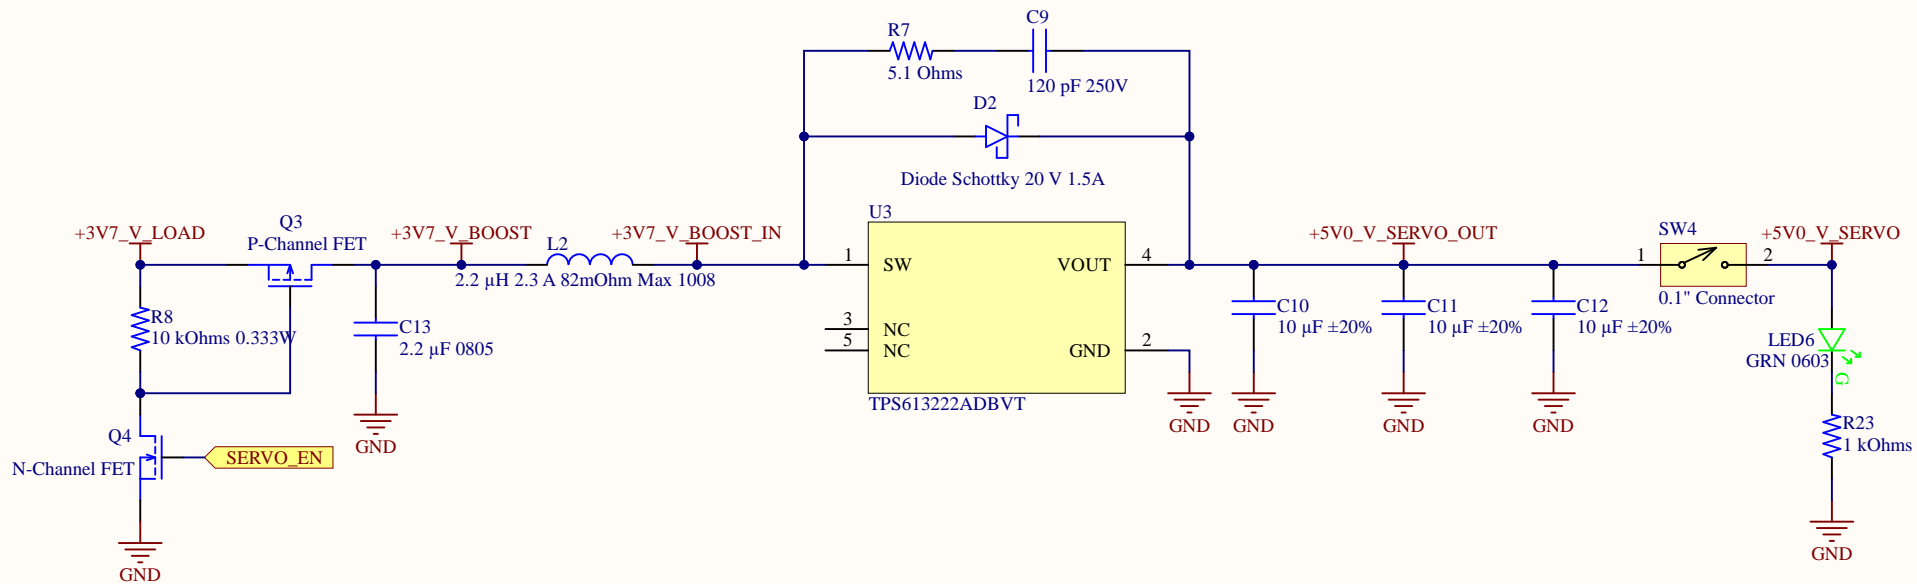 R7
5.1 Ohms
C9
120 pF 250V
D2
Diode Schottky 20 V 1.5A
+3V7_V_LOAD
Q3
P-Channel FET
+3V7_V_BOOST
L2
2.2 µH 2.3 A 82mOhm Max 1008
+3V7_V_BOOST_IN
U3
1
SW
VOUT
4
3
NC
5
NC
GND
2
TPS613222ADBVT
GND
+5V0_V_SERVO_OUT
SW4
1
2
0.1" Connector
+5V0_V_SERVO
R8
10 kOhms 0.333W
C13
2.2 µF 0805
GND
C10
10 µF ±20%
GND
C11
10 µF ±20%
GND
C12
10 µF ±20%
GND
LED6
GRN 0603
G
R23
1 kOhms
GND
Q4
N-Channel FET
SERVO_EN
GND